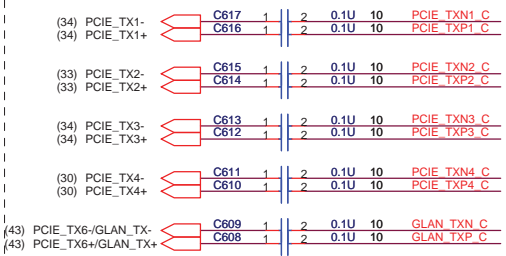 (34) PCIE_TX1- C617 1 2 0.1U 10 PCIE_TXN1_C
(34) PCIE_TX1+ C616 1 2 0.1U 10 PCIE_TXP1_C
(33) PCIE_TX2- C615 1 2 0.1U 10 PCIE_TXN2_C
(33) PCIE_TX2+ C614 1 2 0.1U 10 PCIE_TXP2_C
(34) PCIE_TX3- C613 1 2 0.1U 10 PCIE_TXN3_C
(34) PCIE_TX3+ C612 1 2 0.1U 10 PCIE_TXP3_C
(30) PCIE_TX4- C611 1 2 0.1U 10 PCIE_TXN4_C
(30) PCIE_TX4+ C610 1 2 0.1U 10 PCIE_TXP4_C
(43) PCIE_TX6-/GLAN_TX- C609 1 2 0.1U 10 GLAN_TXN_C
(43) PCIE_TX6+/GLAN_TX+ C608 1 2 0.1U 10 GLAN_TXP_C